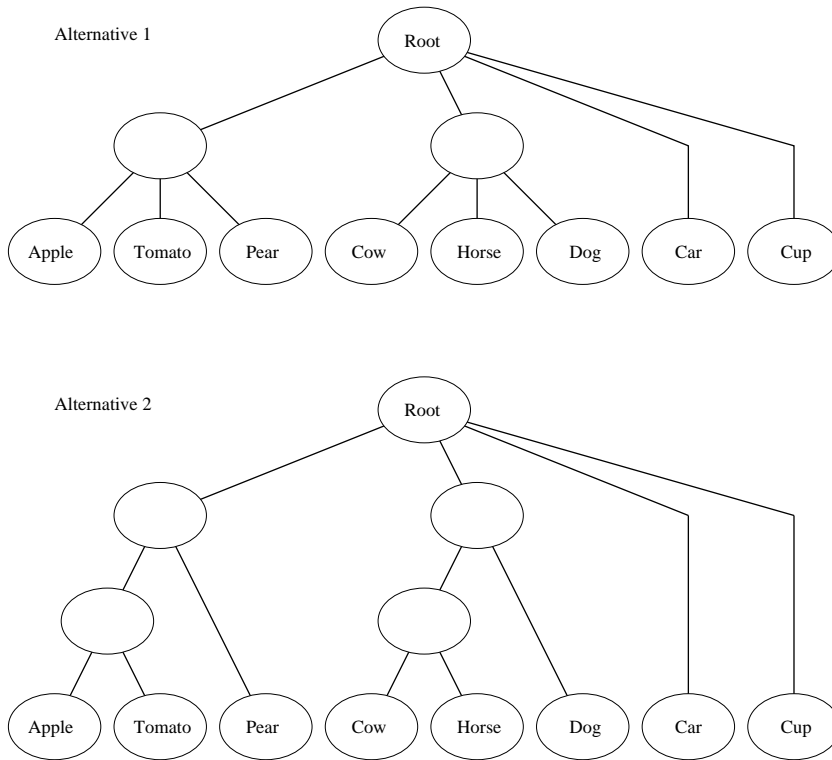 Alternative 1
Root
Apple Tomato Pear Cow Horse Dog Car Cup
Alternative 2
Root
Apple Tomato Pear Cow Horse Dog Car Cup